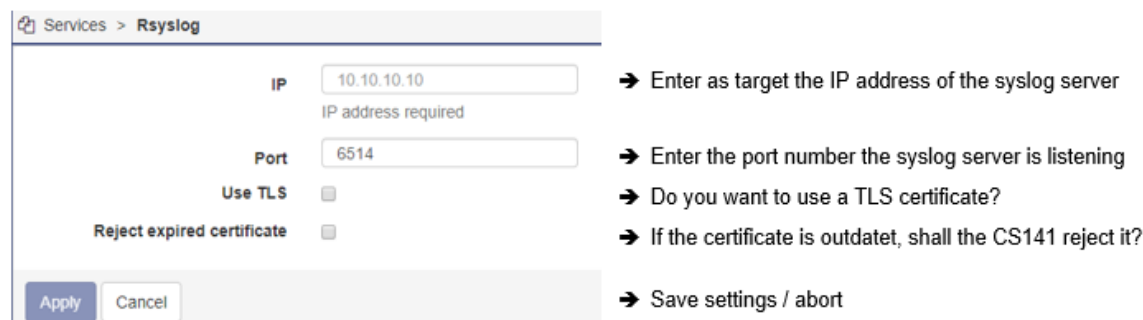 Services > Rsyslog
IP 10.10.10.10 ➔ Enter as target the IP address of the syslog server
IP address required
Port 6514 ➔ Enter the port number the syslog server is listening
Use TLS ➔ Do you want to use a TLS certificate?
Reject expired certificate ➔ If the certificate is outdatet, shall the CS141 reject it?
Apply Cancel ➔ Save settings / abort